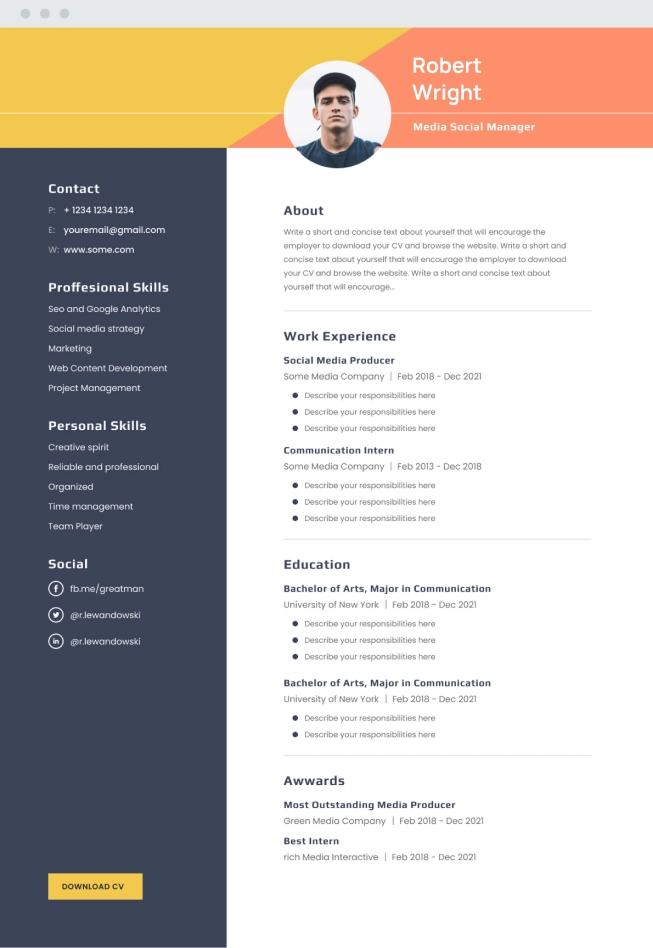 Robert
Wright
Media Social Manager
Contact
P: + 1234 1234 1234
E: youremail@gmail.com
W: www.some.com
Proffesional Skills
Seo and Google Analytics
Social media strategy
Marketing
Web Content Development
Project Management
Personal Skills
Creative spirit
Reliable and professional
Organized
Time management
Team Player
Social
fb.me/greatman
@r.lewandowski
in @r.lewandowski
DOWNLOAD CV
About
Write a short and concise text about yourself that will encourage the
employer to download your CV and browse the website. Write a short and
concise text about yourself that will encourage the employer to download
your CV and browse the website. Write a short and concise text about
yourself that will encourage...
Work Experience
Social Media Producer
Some Media Company | Feb 2018 - Dec 2021
Describe your responsibilities here
Describe your responsibilities here
Describe your responsibilities here
Communication Intern
Some Media Company | Feb 2013 - Dec 2018
Describe your responsibilities here
Describe your responsibilities here
Describe your responsibilities here
Education
Bachelor of Arts, Major in Communication
University of New York | Feb 2018 - Dec 2021
Describe your responsibilities here
Describe your responsibilities here
Describe your responsibilities here
Bachelor of Arts, Major in Communication
University of New York | Feb 2018 - Dec 2021
Describe your responsibilities here
Describe your responsibilities here
Awwards
Most Outstanding Media Producer
Green Media Company | Feb 2018 - Dec 2021
Best Intern
rich Media Interactive | Feb 2018 - Dec 2021